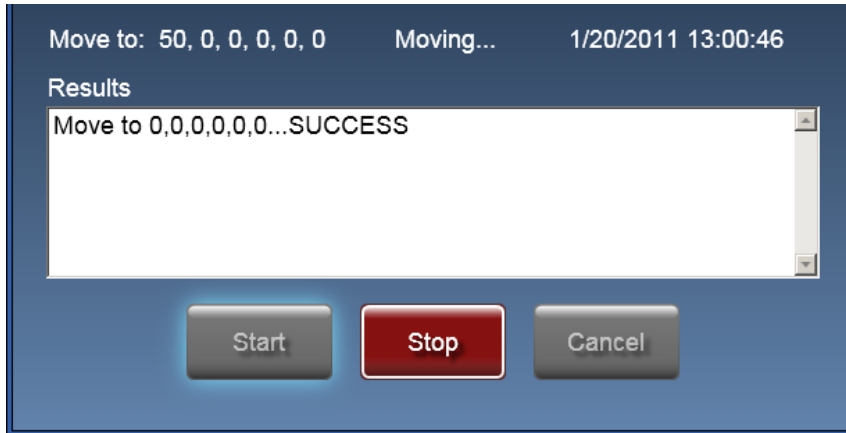 Move to: 50, 0, 0, 0, 0, 0 Moving... 1/20/2011 13:00:46
Results
Move to 0,0,0,0,0,0...SUCCESS
Start Stop Cancel